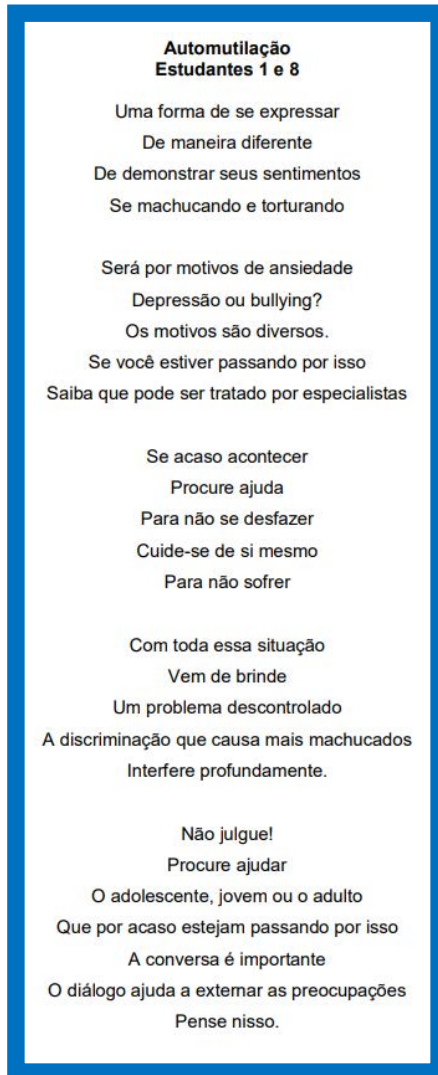 Automutilação
Estudantes 1 e 8
Uma forma de se expressar
De maneira diferente
De demonstrar seus sentimentos
Se machucando e torturando
Será por motivos de ansiedade
Depressão ou bullying?
Os motivos são diversos.
Se você estiver passando por isso
Saiba que pode ser tratado por especialistas
Se acaso acontecer
Procure ajuda
Para não se desfazer
Cuide-se de si mesmo
Para não sofrer
Com toda essa situação
Vem de brinde
Um problema descontrolado
A discriminação que causa mais machucados
Interfere profundamente.
Não julgue!
Procure ajudar
O adolescente, jovem ou o adulto
Que por acaso estejam passando por isso
A conversa é importante
O diálogo ajuda a externar as preocupações
Pense nisso.